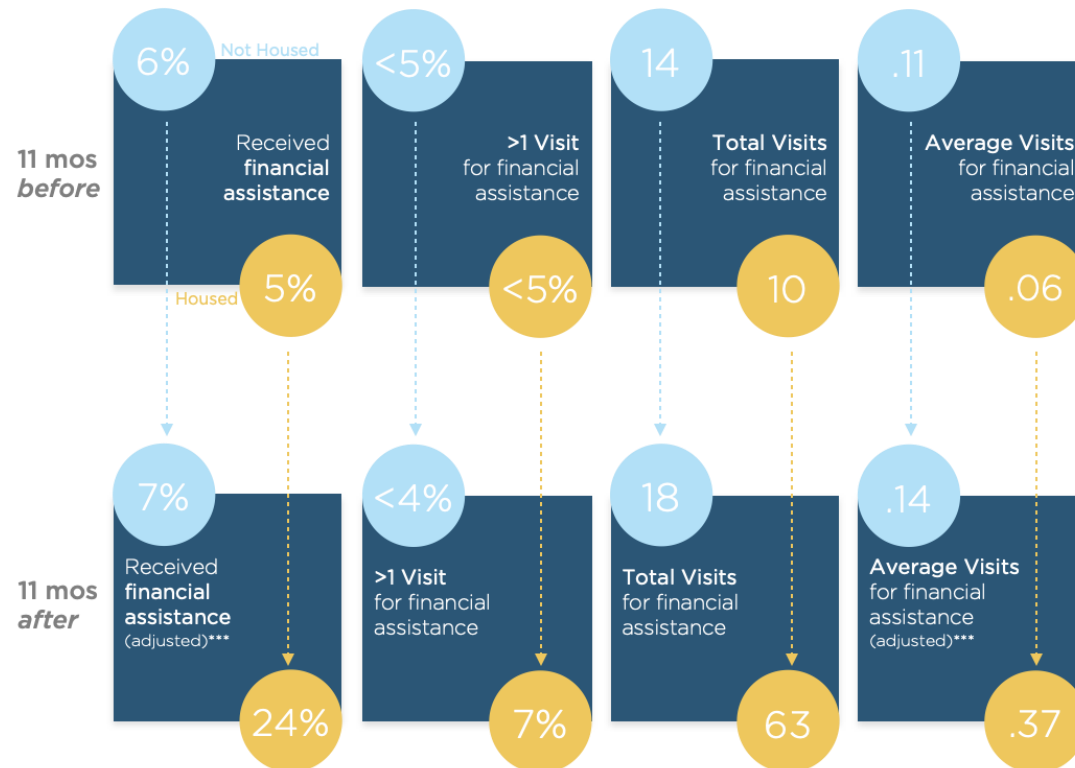 6%
Not Housed
<5%
14
.11
11 mos
before
Received
financial
assistance
>1 Visit
for financial
assistance
Total Visits
for financial
assistance
Average Visits
for financial
assistance
Housed
5%
<5%
10
.06
7%
<4%
18
.14
11 mos
after
Received
financial
assistance
(adjusted)***
>1 Visit
for financial
assistance
Total Visits
for financial
assistance
Average Visits
for financial
assistance
(adjusted)***
24%
7%
63
.37